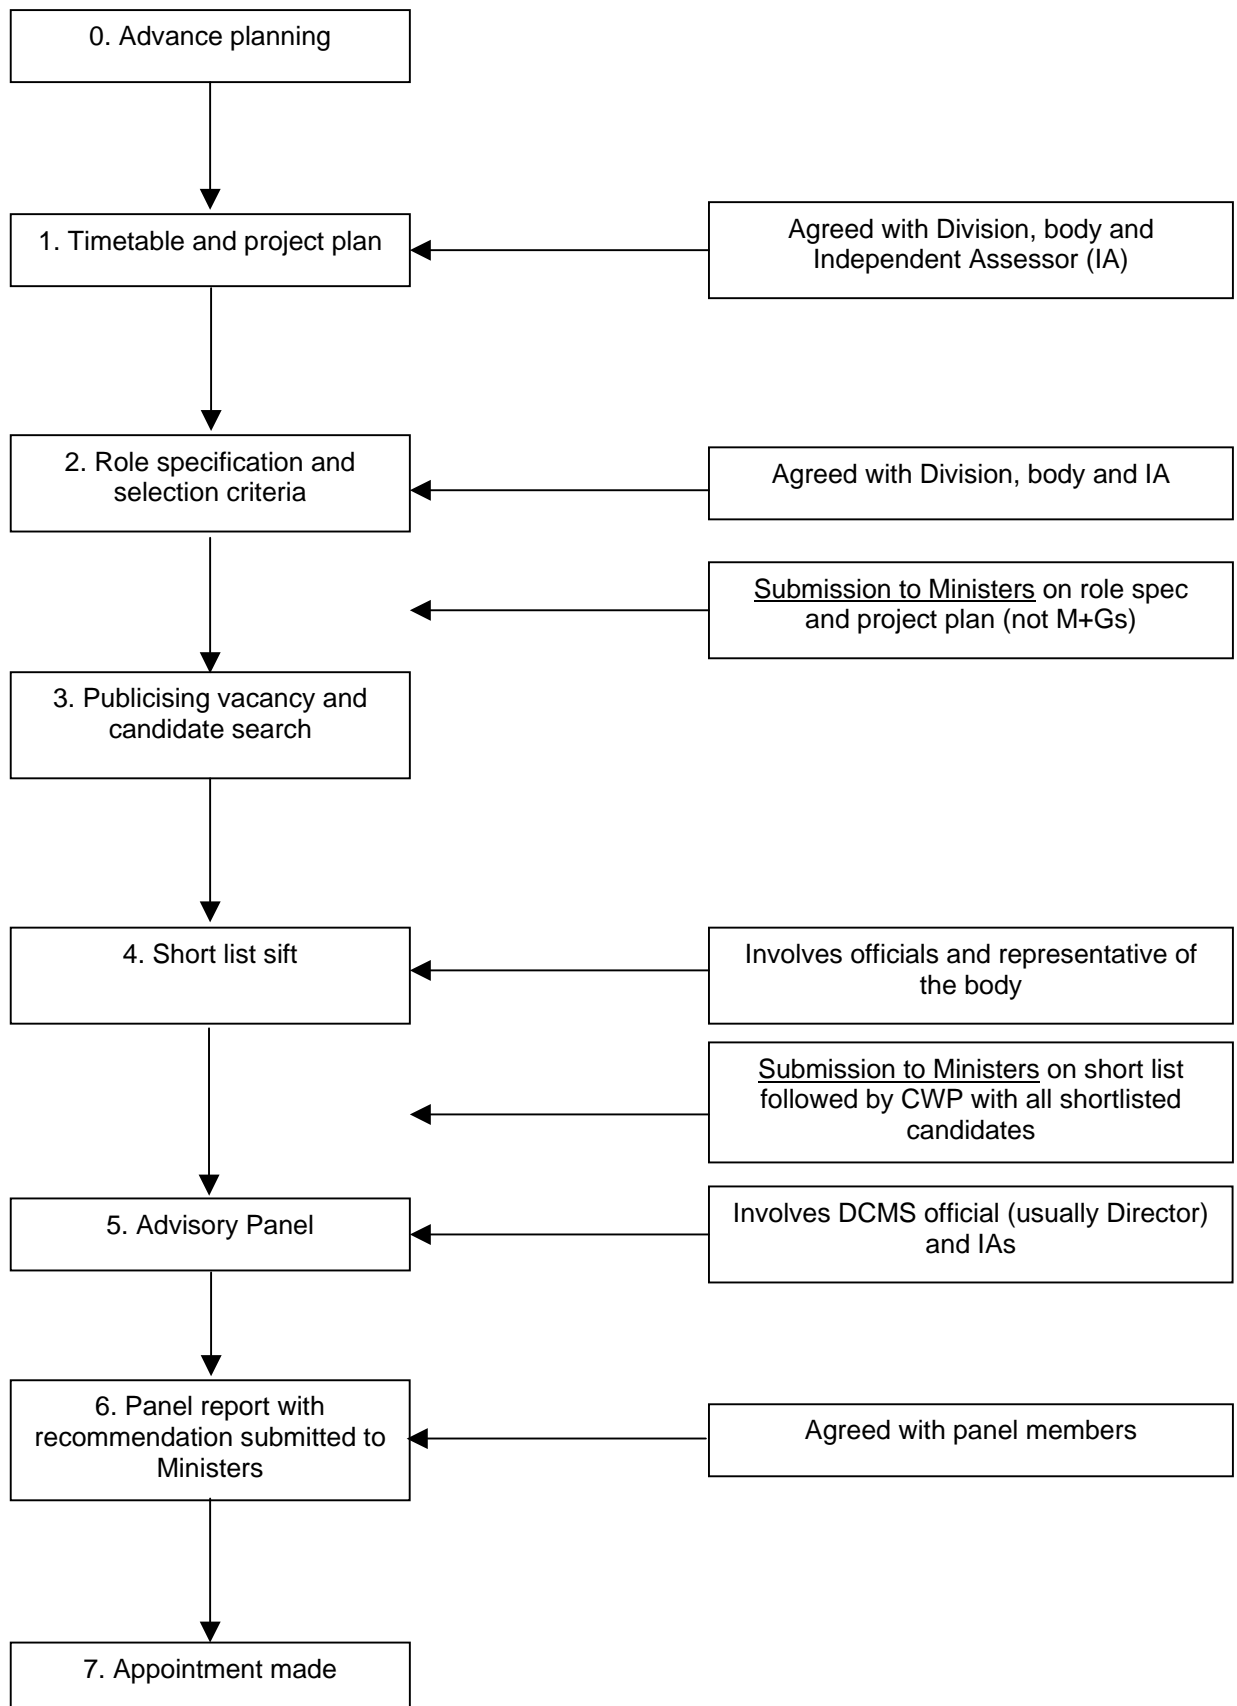 0. Advance planning
1. Timetable and project plan
Agreed with Division, body and
Independent Assessor (IA)
2. Role specification and
selection criteria
Agreed with Division, body and IA
Submission to Ministers on role spec
and project plan (not M+Gs)
3. Publicising vacancy and
candidate search
4. Short list sift
Involves officials and representative of
the body
Submission to Ministers on short list
followed by CWP with all shortlisted
candidates
5. Advisory Panel
Involves DCMS official (usually Director)
and IAs
6. Panel report with
recommendation submitted to
Ministers
Agreed with panel members
7. Appointment made